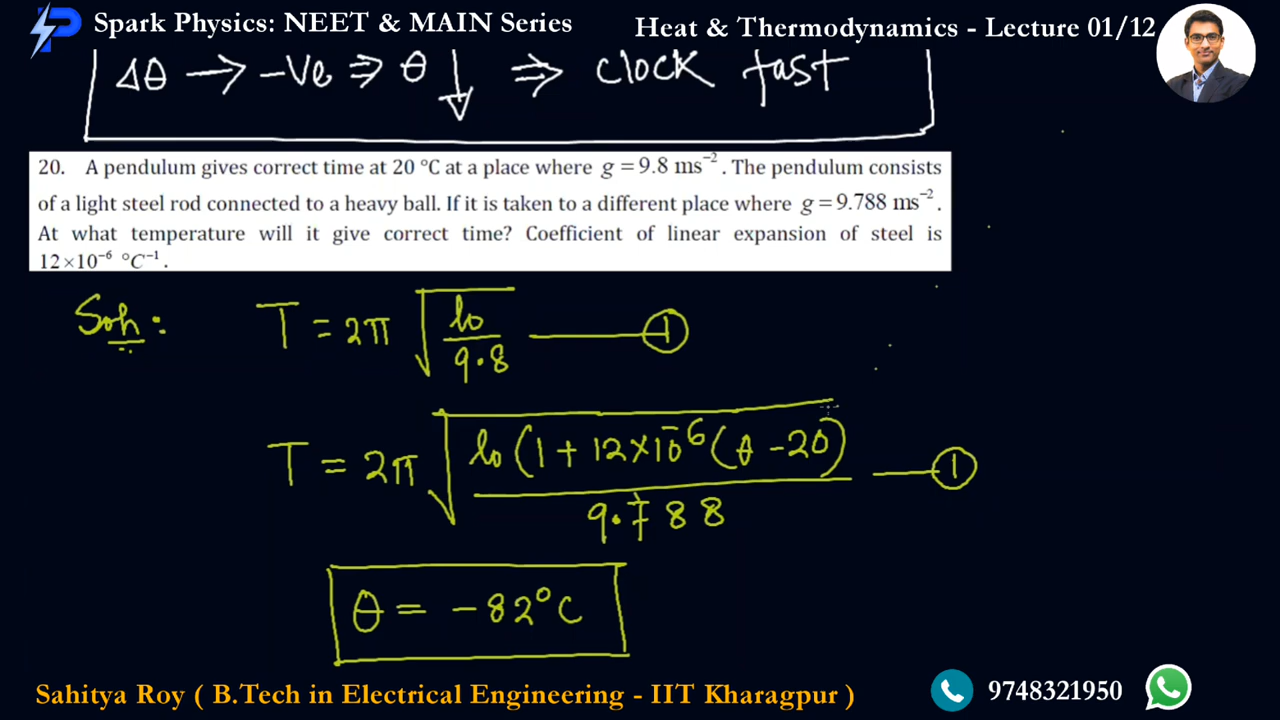 Spark Physics: NEET & MAIN Series
Heat & Thermodynamics - Lecture 01/12
Δθ → -ve ⇒ θ ↓ ⇒ clock fast
20. A pendulum gives correct time at 20 °C at a place where g = 9.8 ms⁻². The pendulum consists
of a light steel rod connected to a heavy ball. If it is taken to a different place where g = 9.788 ms⁻².
At what temperature will it give correct time? Coefficient of linear expansion of steel is
12×10⁻⁶ °C⁻¹.
Soln: T = 2π √(l₀/9.8) —— ①
T = 2π √(l₀(1 + 12×10⁻⁶(θ - 20)/9.788) —— ①
θ = -82°C
Sahitya Roy ( B.Tech in Electrical Engineering - IIT Kharagpur )
9748321950